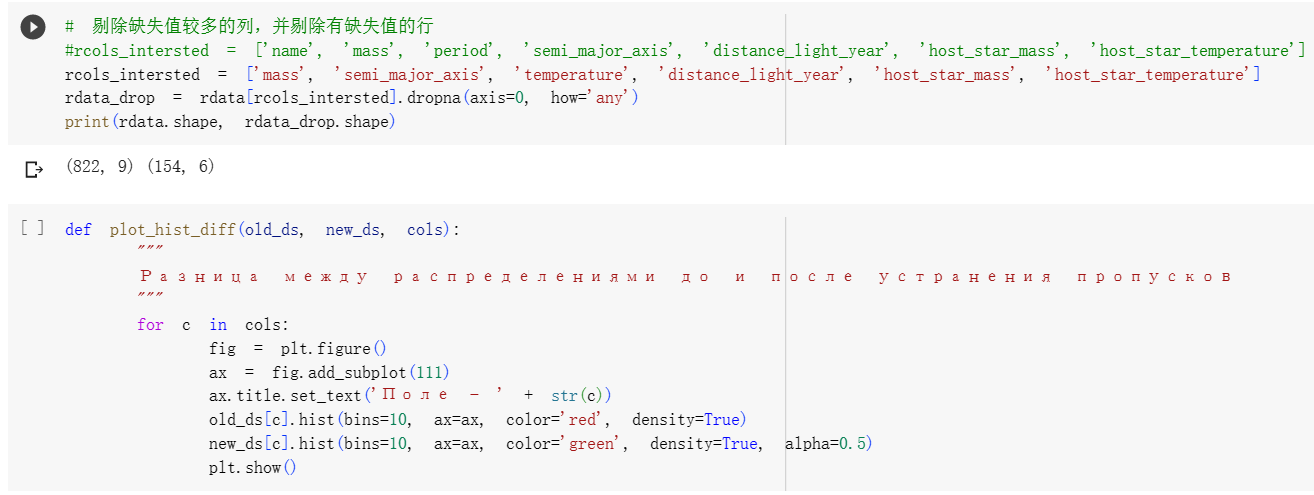 #  剔除缺失值较多的列，并剔除有缺失值的行
#rcols_intersted = ['name', 'mass', 'period', 'semi_major_axis', 'distance_light_year', 'host_star_mass', 'host_star_temperature']
rcols_intersted = ['mass', 'semi_major_axis', 'temperature', 'distance_light_year', 'host_star_mass', 'host_star_temperature']
rdata_drop = rdata[rcols_intersted].dropna(axis=0, how='any')
print(rdata.shape, rdata_drop.shape)
(822, 9) (154, 6)
[ ] def plot_hist_diff(old_ds, new_ds, cols):
"""
Разница между распределениями до и после устранения пропусков
"""
for c in cols:
fig = plt.figure()
ax = fig.add_subplot(111)
ax.title.set_text('Поле - ' + str(c))
old_ds[c].hist(bins=10, ax=ax, color='red', density=True)
new_ds[c].hist(bins=10, ax=ax, color='green', density=True, alpha=0.5)
plt.show()